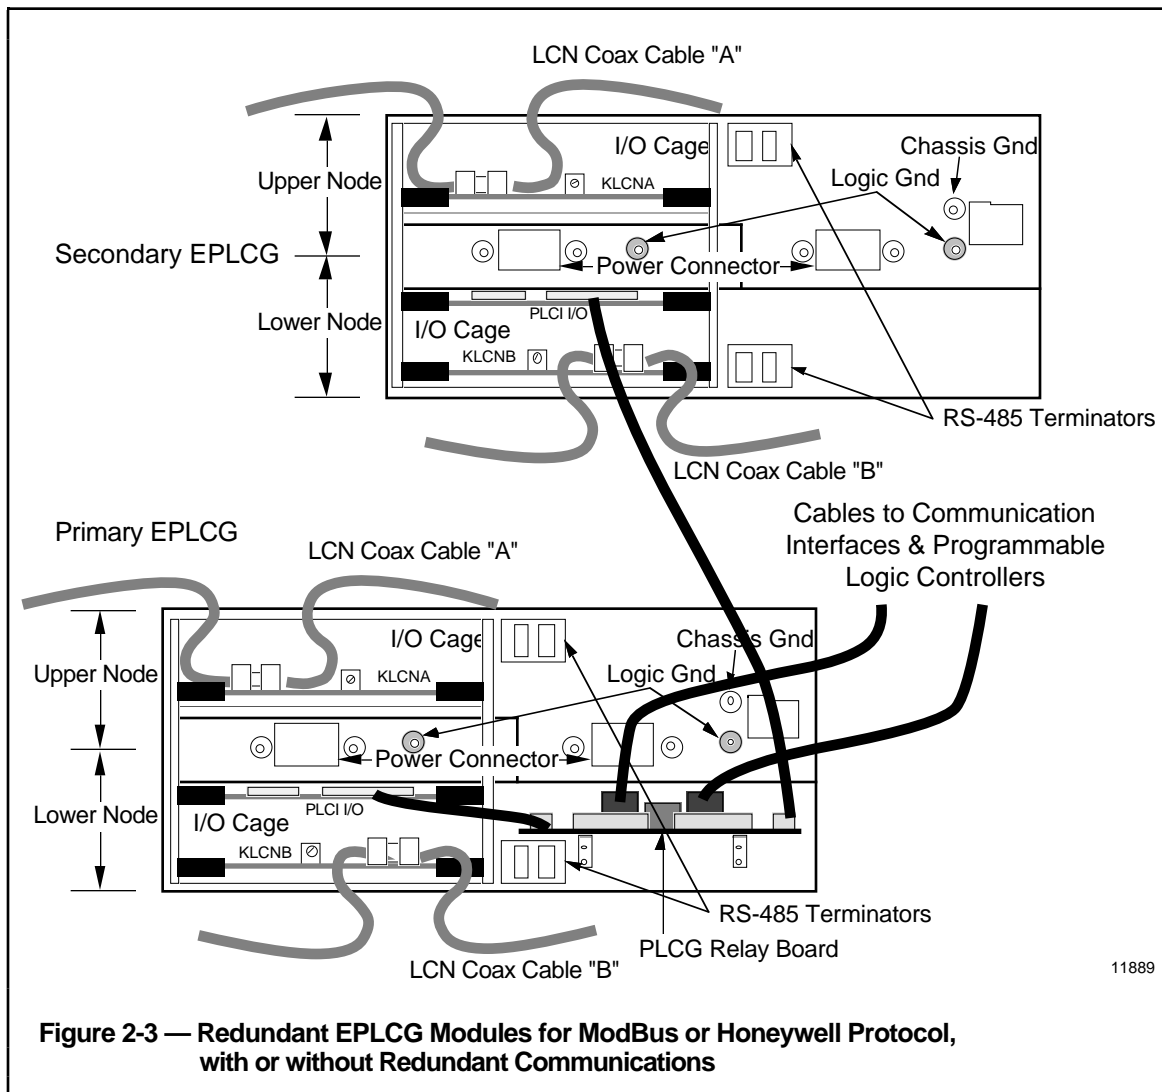 LCN Coax Cable "A"
I/O Cage
Chassis Gnd
Upper Node
KLCNA
Logic Gnd
Secondary EPLCG
Power Connector
Lower Node
PLCI I/O
I/O Cage
KLCNB
RS-485 Terminators
LCN Coax Cable "B"
Primary EPLCG
Cables to Communication
Interfaces & Programmable
Logic Controllers
LCN Coax Cable "A"
I/O Cage
Chassis Gnd
Upper Node
KLCNA
Logic Gnd
Power Connector
Lower Node
PLCI I/O
I/O Cage
KLCNB
RS-485 Terminators
PLCG Relay Board
LCN Coax Cable "B"
11889
Figure 2-3 — Redundant EPLCG Modules for ModBus or Honeywell Protocol,
with or without Redundant Communications